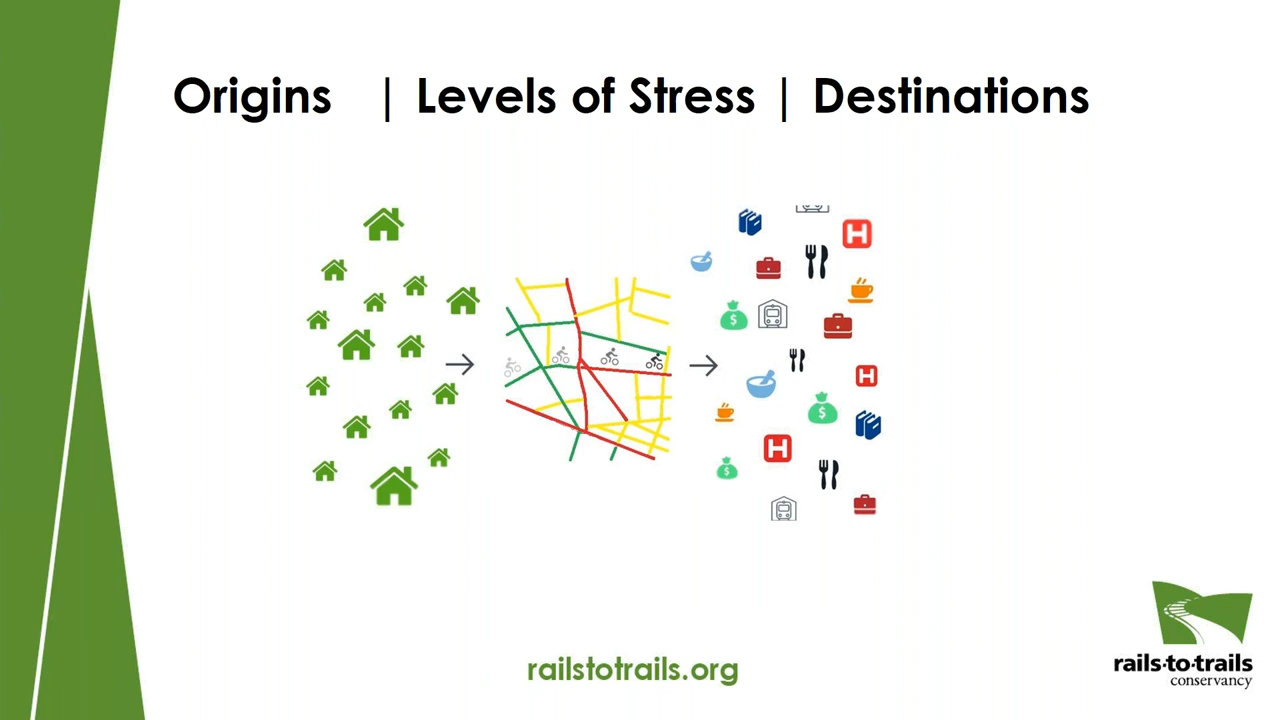 Origins | Levels of Stress | Destinations
H
$
H
$
H
$
railstotrails.org
rails·to·trails
conservancy